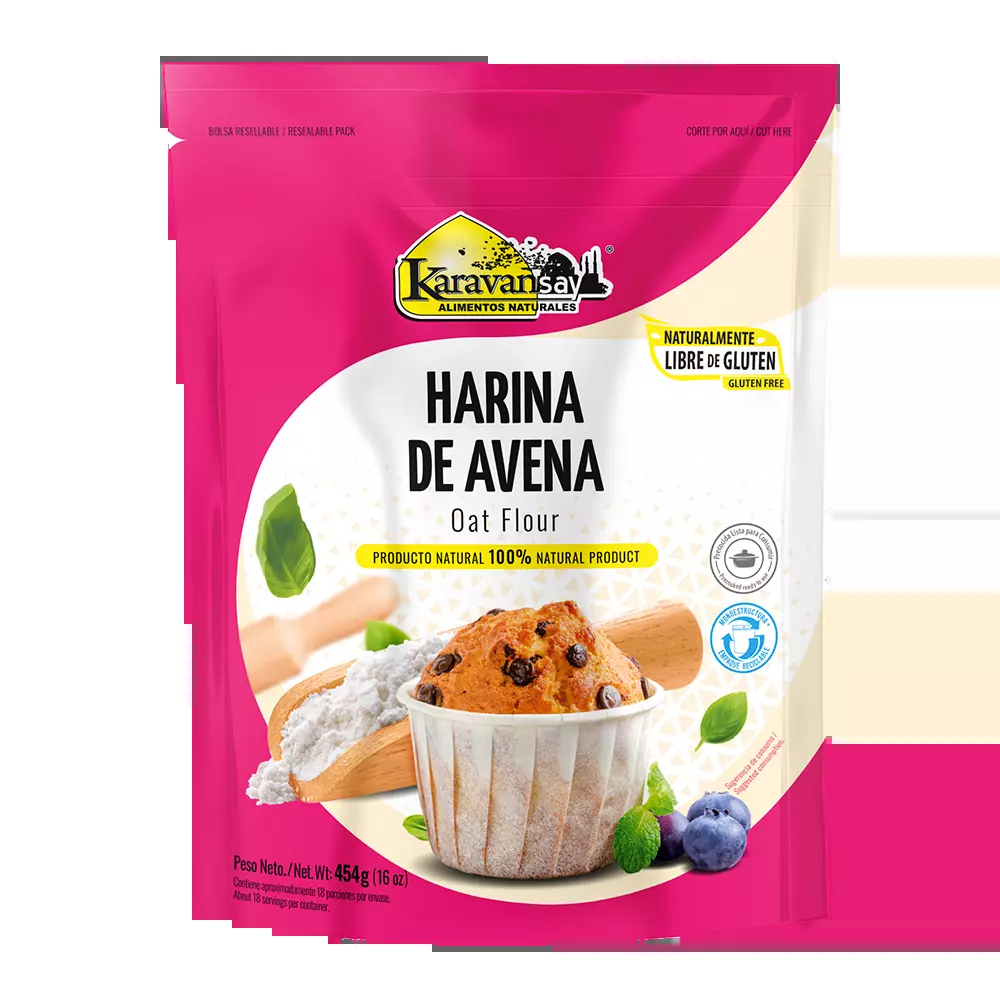 BOLSA RESELLABLE / RESEALABLE PACK
CORTE POR AQUÍ / CUT HERE
Karavansay®
ALIMENTOS NATURALES
NATURALMENTE
LIBRE DE GLUTEN
GLUTEN FREE
HARINA
DE AVENA
Oat Flour
PRODUCTO NATURAL 100% NATURAL PRODUCT
Precocida Lista para Consumir
Precooked ready to use
MONOESTRUCTURA*
EMPAQUE RECICLABLE
Sugerencia de consumo /
Suggested consumption.
Peso Neto./Net. Wt: 454g (16 oz)
Contiene aproximadamente 18 porciones por envase.
About 18 servings per container.